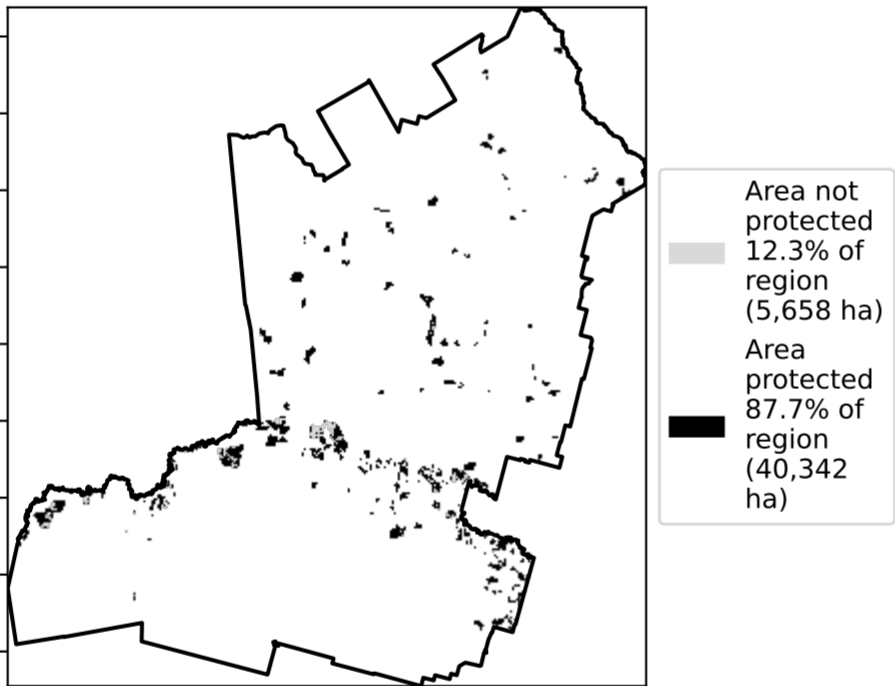 Area not
protected
12.3% of
region
(5,658 ha)
Area
protected
87.7% of
region
(40,342
ha)